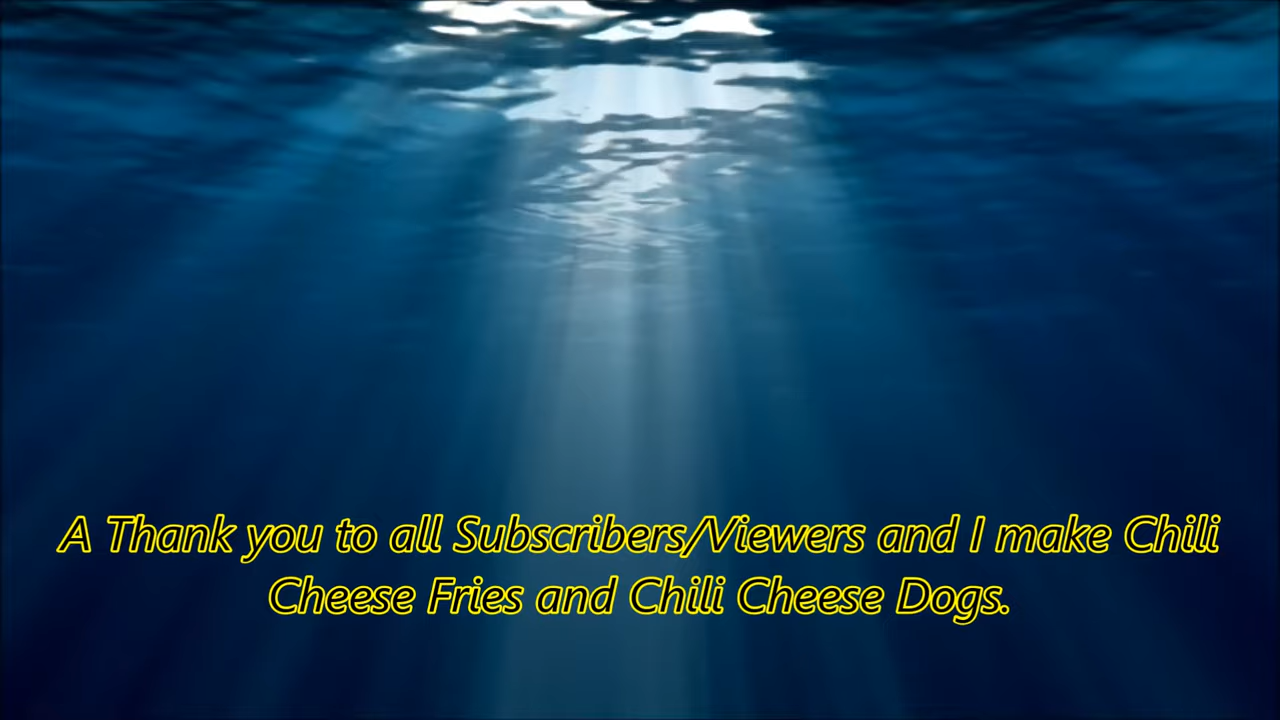 A Thank you to all Subscribers/Viewers and I make Chili
Cheese Fries and Chili Cheese Dogs.